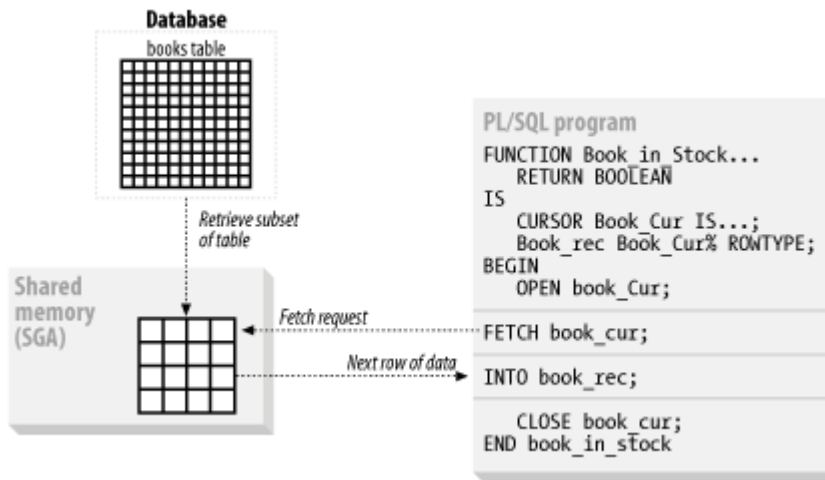 Database
books table
Retrieve subset
of table
Shared
memory
(SGA)
Fetch request
Next row of data
PL/SQL program
FUNCTION Book_in_Stock...
RETURN BOOLEAN
IS
CURSOR Book_Cur IS...;
Book_rec Book_Cur% ROWTYPE;
BEGIN
OPEN book_Cur;
FETCH book_cur;
INTO book_rec;
CLOSE book_cur;
END book_in_stock